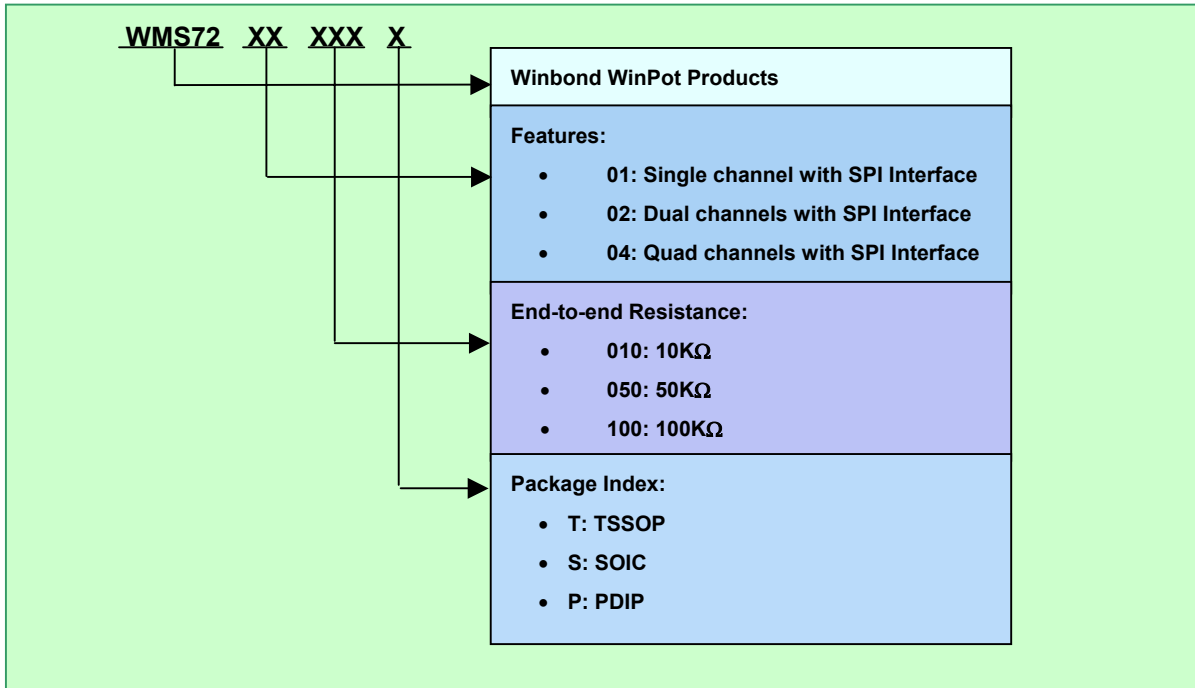 WMS72 XX XXX X
Winbond WinPot Products
Features:
• 01: Single channel with SPI Interface
• 02: Dual channels with SPI Interface
• 04: Quad channels with SPI Interface
End-to-end Resistance:
• 010: 10KΩ
• 050: 50KΩ
• 100: 100KΩ
Package Index:
• T: TSSOP
• S: SOIC
• P: PDIP